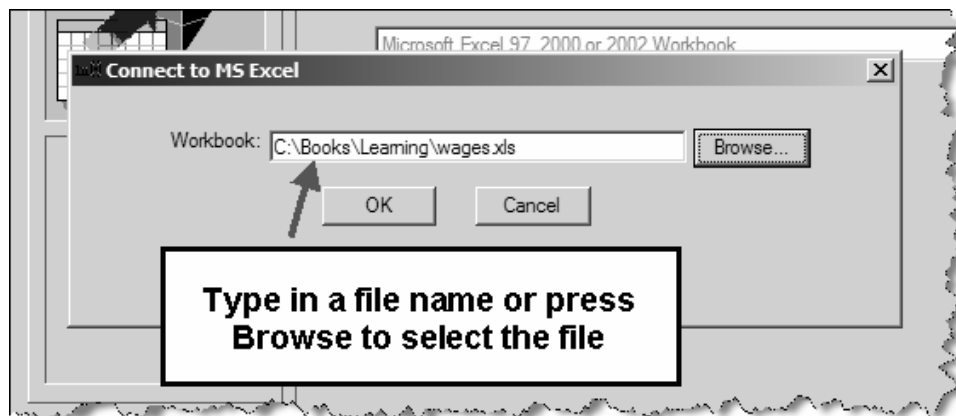 Microsoft Excel 97, 2000 or 2002 Workbook
Connect to MS Excel
Workbook: C:\Books\Learning\wages.xls Browse...
OK Cancel
Type in a file name or press
Browse to select the file